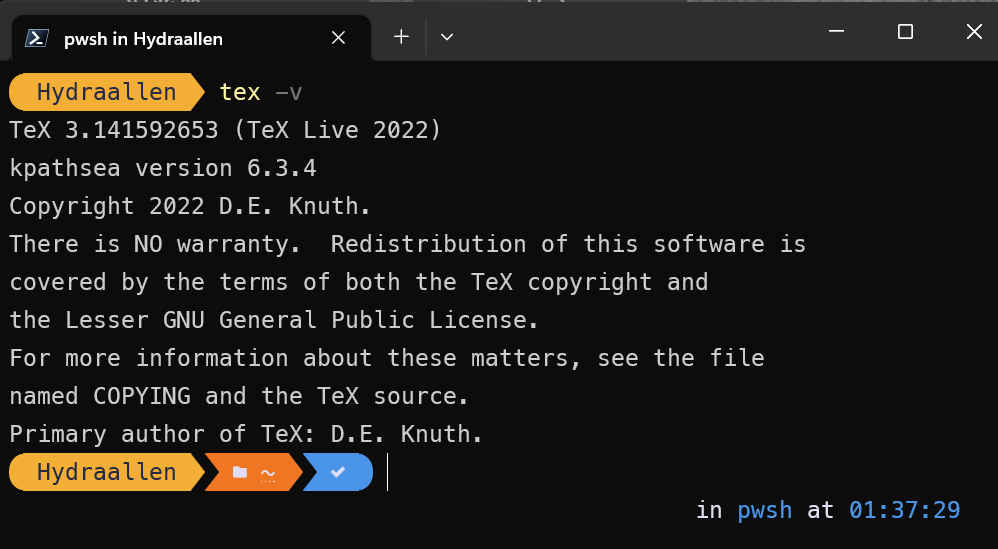 pwsh in Hydraallen
Hydraallen tex -v
TeX 3.141592653 (TeX Live 2022)
kpathsea version 6.3.4
Copyright 2022 D.E. Knuth.
There is NO warranty.  Redistribution of this software is
covered by the terms of both the TeX copyright and
the Lesser GNU General Public License.
For more information about these matters, see the file
named COPYING and the TeX source.
Primary author of TeX: D.E. Knuth.
Hydraallen ~
in pwsh at 01:37:29